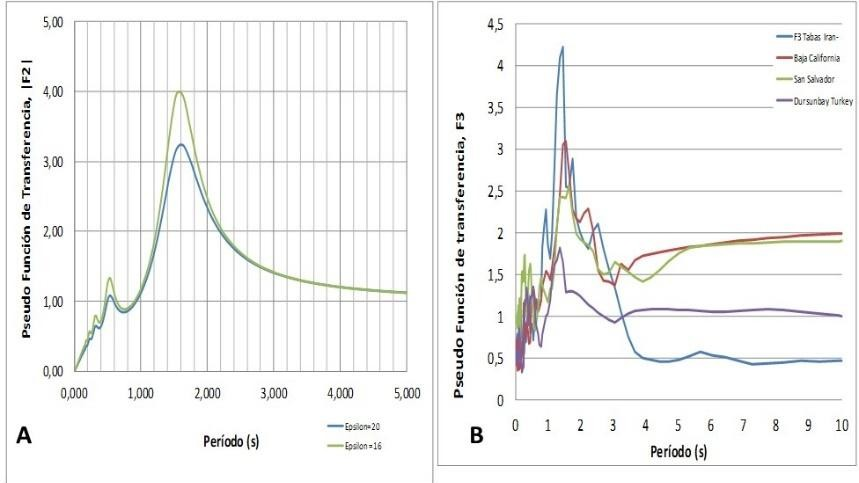 5,00
4,00
3,00
2,00
1,00
0,00
Pseudo Función de Transferencia, |F2|
0,000 1,000 2,000 3,000 4,000 5,000
Período (s)
Epsilon=20
Epsilon=16
A
4,5
4
3,5
3
2,5
2
1,5
1
0,5
0
Pseudo Función de transferencia, F3
F3 Tabas Iran-
Baja California
San Salvador
Dursunbay Turkey
0 1 2 3 4 5 6 7 8 9 10
Período (s)
B